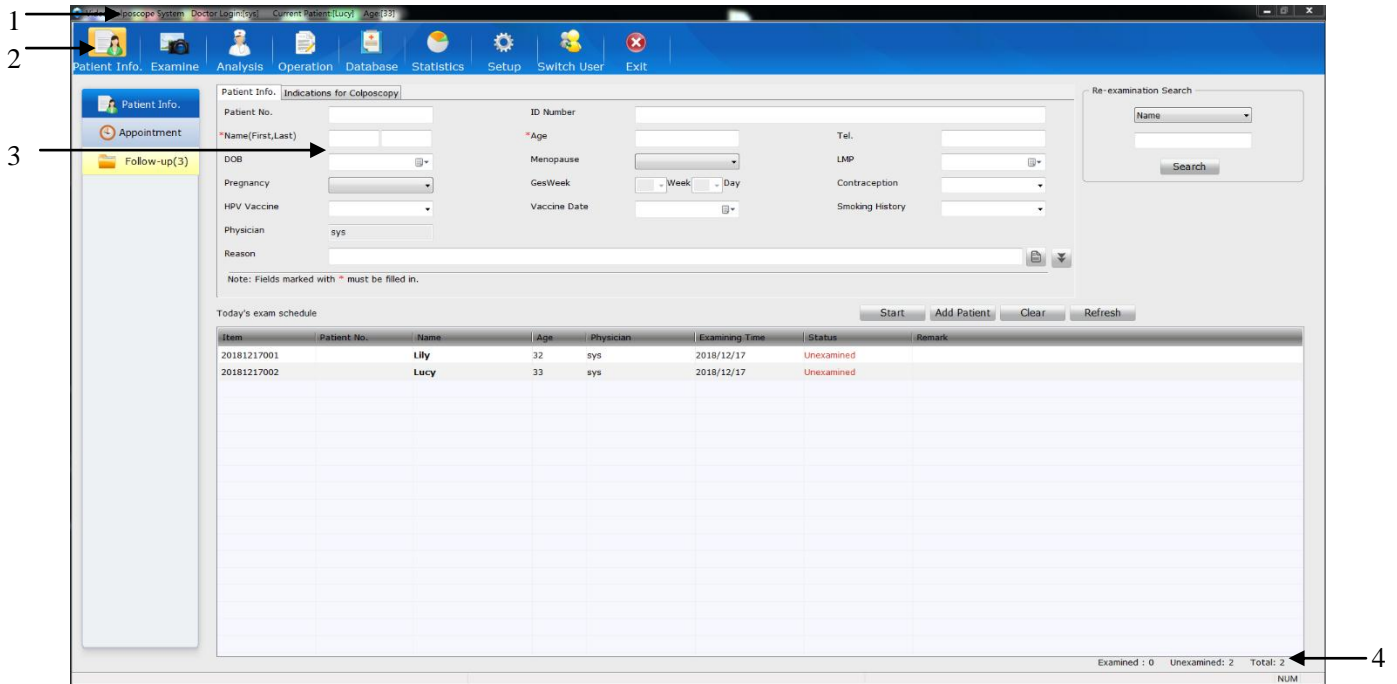 1
Colposcope System Doctor Login:[sys] Current Patient:[Lucy] Age:[33]
2
Patient Info. Examine Analysis Operation Database Statistics Setup Switch User Exit
Patient Info.
Appointment
Follow-up(3)
3
Patient Info. Indications for Colposcopy
Patient No. ID Number
*Name(First,Last) *Age Tel.
DOB Menopause LMP
Pregnancy GesWeek Week Day Contraception
HPV Vaccine Vaccine Date Smoking History
Physician sys
Reason
Note: Fields marked with * must be filled in.
Re-examination Search
Name
Search
Today's exam schedule Start Add Patient Clear Refresh
Item Patient No. Name Age Physician Examining Time Status Remark
20181217001 Lily 32 sys 2018/12/17 Unexamined
20181217002 Lucy 33 sys 2018/12/17 Unexamined
Examined : 0 Unexamined: 2 Total: 2
4
NUM